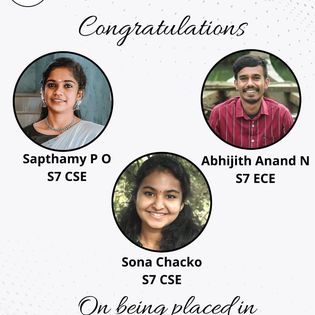 Congratulations
Sapthamy P O
S7 CSE
Abhijith Anand N
S7 ECE
Sona Chacko
S7 CSE
On being placed in